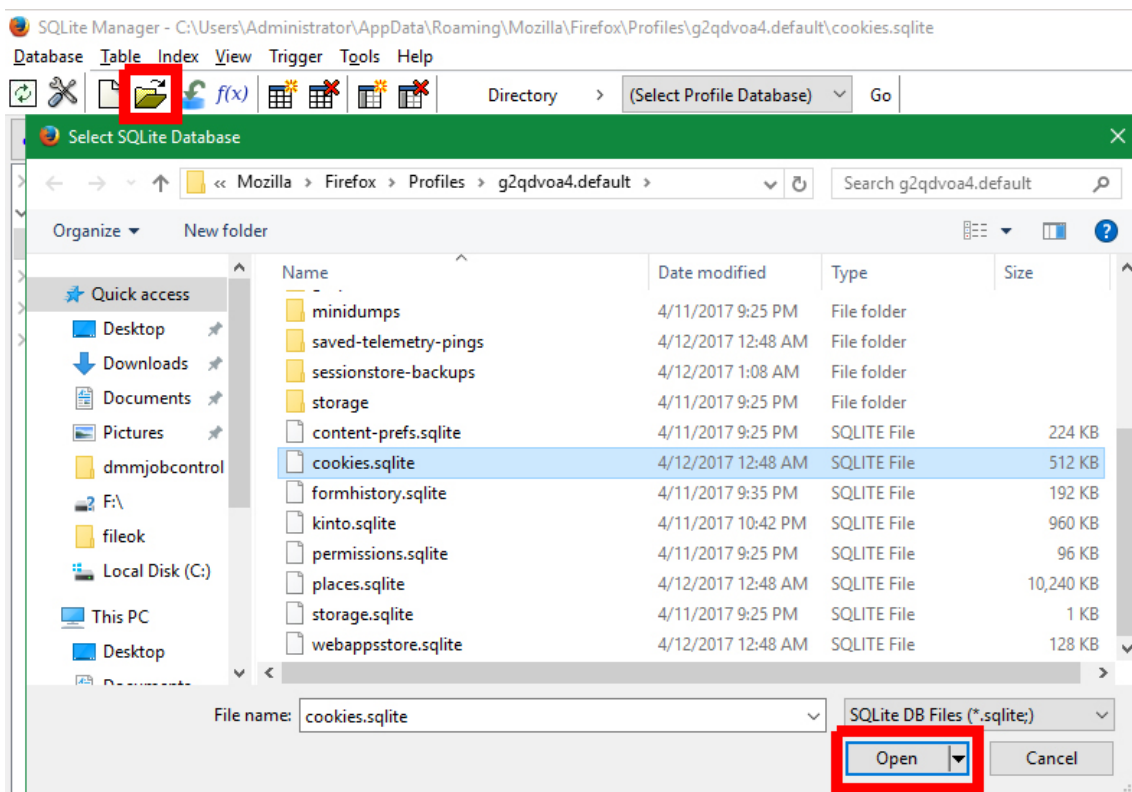 SQLite Manager - C:\Users\Administrator\AppData\Roaming\Mozilla\Firefox\Profiles\g2qdvoa4.default\cookies.sqlite
Database Table Index View Trigger Tools Help
f(x) Directory > (Select Profile Database) Go
Select SQLite Database
« Mozilla > Firefox > Profiles > g2qdvoa4.default > Search g2qdvoa4.default
Organize New folder
Name Date modified Type Size
Quick access
minidumps 4/11/2017 9:25 PM File folder
Desktop
saved-telemetry-pings 4/12/2017 12:48 AM File folder
Downloads
sessionstore-backups 4/12/2017 1:08 AM File folder
Documents
storage 4/11/2017 9:25 PM File folder
Pictures
content-prefs.sqlite 4/11/2017 9:25 PM SQLITE File 224 KB
dmmjobcontrol
cookies.sqlite 4/12/2017 12:48 AM SQLITE File 512 KB
F:\
formhistory.sqlite 4/11/2017 9:35 PM SQLITE File 192 KB
kinto.sqlite 4/11/2017 10:42 PM SQLITE File 960 KB
fileok
permissions.sqlite 4/11/2017 9:25 PM SQLITE File 96 KB
Local Disk (C:)
places.sqlite 4/12/2017 12:48 AM SQLITE File 10,240 KB
This PC
storage.sqlite 4/11/2017 9:25 PM SQLITE File 1 KB
Desktop
webappsstore.sqlite 4/12/2017 12:48 AM SQLITE File 128 KB
File name: cookies.sqlite SQLite DB Files (*.sqlite;)
Open Cancel